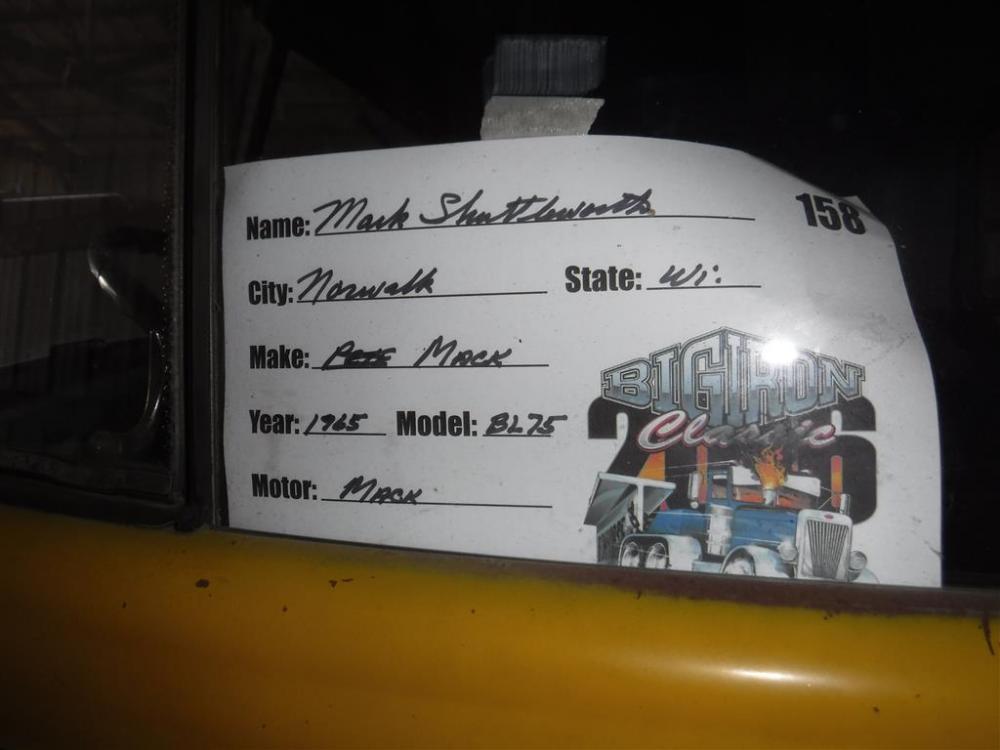 Name: Mark Shuttleworth 158
City: Norwalk State: Wi.
Make: Pete Mack
Year: 1965 Model: BL75
Motor: Mack
BIG IRON
Classic